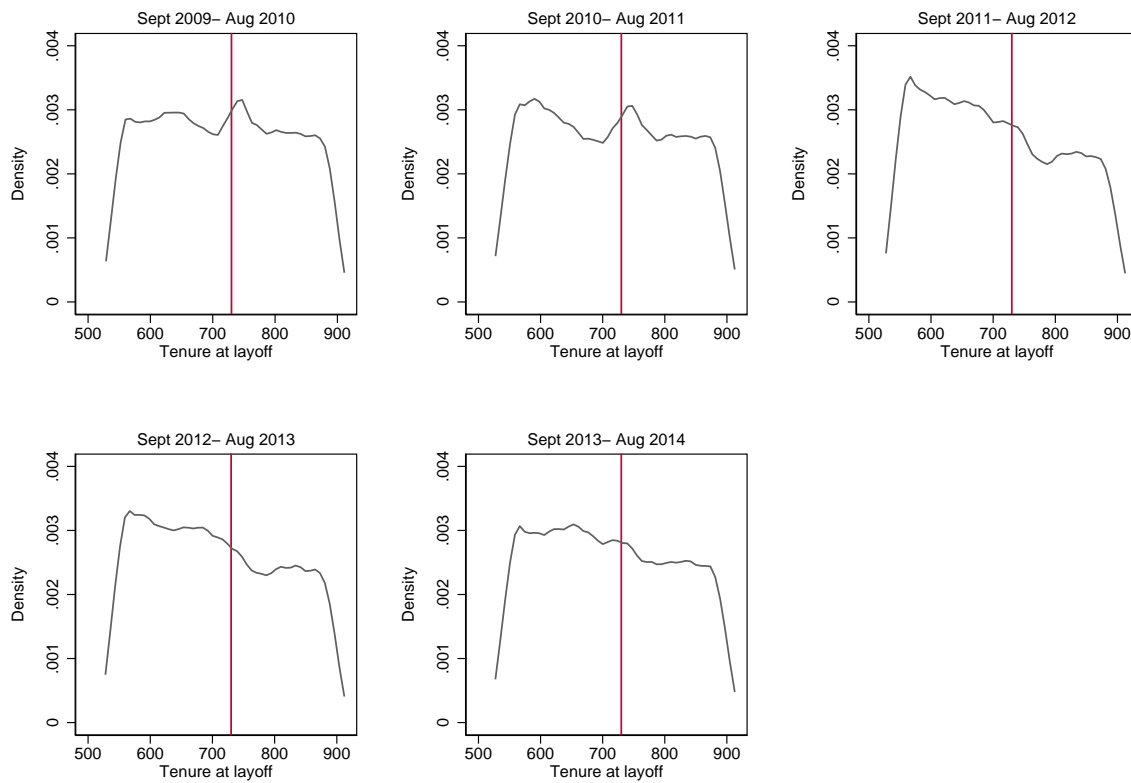 Sept 2009– Aug 2010
Density
0
.001
.002
.003
.004
500 600 700 800 900
Tenure at layoff
Sept 2010– Aug 2011
Density
0
.001
.002
.003
.004
500 600 700 800 900
Tenure at layoff
Sept 2011– Aug 2012
Density
0
.001
.002
.003
.004
500 600 700 800 900
Tenure at layoff
Sept 2012– Aug 2013
Density
0
.001
.002
.003
.004
500 600 700 800 900
Tenure at layoff
Sept 2013– Aug 2014
Density
0
.001
.002
.003
.004
500 600 700 800 900
Tenure at layoff